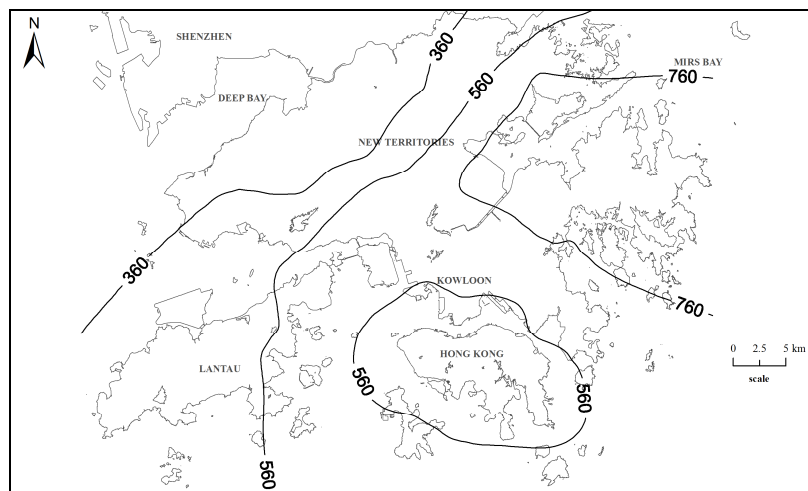 N
SHENZHEN
360
MIRS BAY
560
760
DEEP BAY
NEW TERRITORIES
360
KOWLOON
760
0 2.5 5 km
scale
HONG KONG
LANTAU
560
560
560